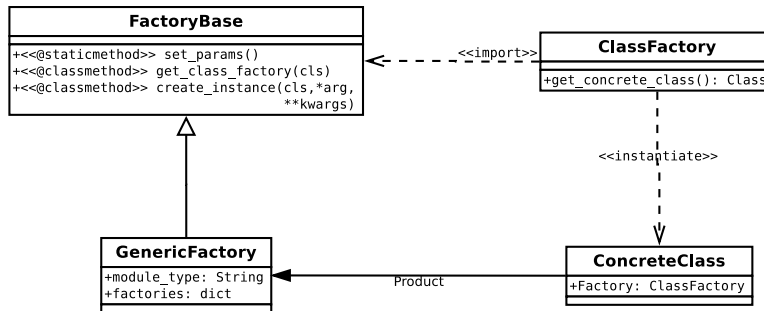 FactoryBase
+<<@staticmethod>> set_params()
+<<@classmethod>> get_class_factory(cls)
+<<@classmethod>> create_instance(cls,*arg,
**kwargs)
<<import>>
ClassFactory
+get_concrete_class(): Class
<<instantiate>>
GenericFactory
+module_type: String
+factories: dict
Product
ConcreteClass
+Factory: ClassFactory